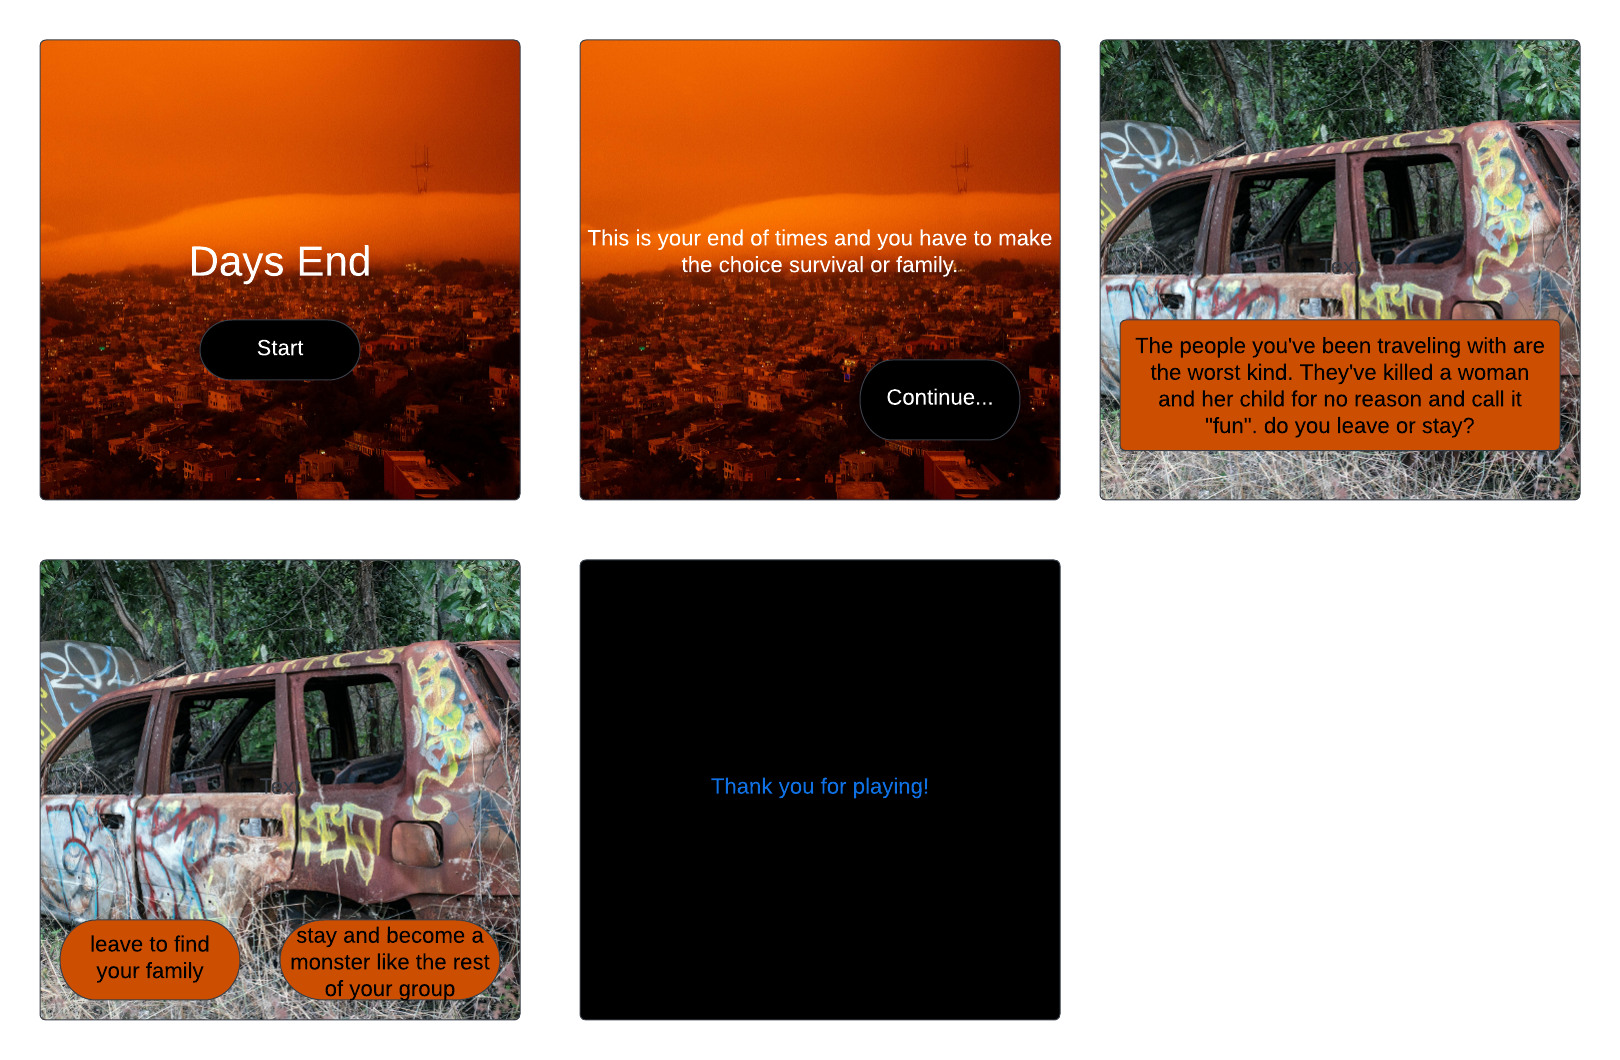 Days End
Start
This is your end of times and you have to make
the choice survival or family.
Continue...
The people you've been traveling with are
the worst kind. They've killed a woman
and her child for no reason and call it
"fun". do you leave or stay?
leave to find
your family
stay and become a
monster like the rest
of your group
Thank you for playing!